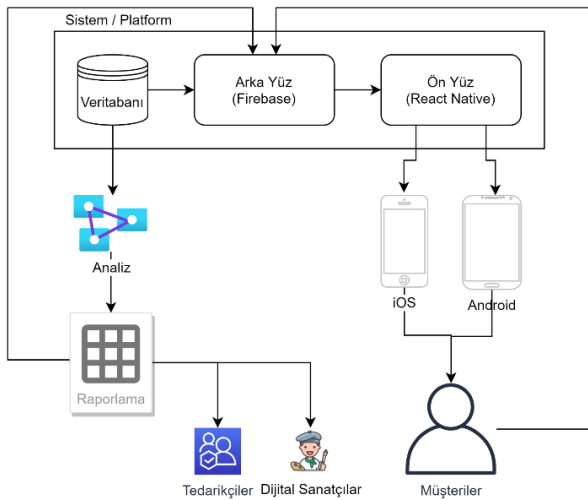 Sistem / Platform
Veritabanı
Arka Yüz
(Firebase)
Ön Yüz
(React Native)
Analiz
iOS
Android
Raporlama
Tedarikçiler
Dijital Sanatçılar
Müşteriler